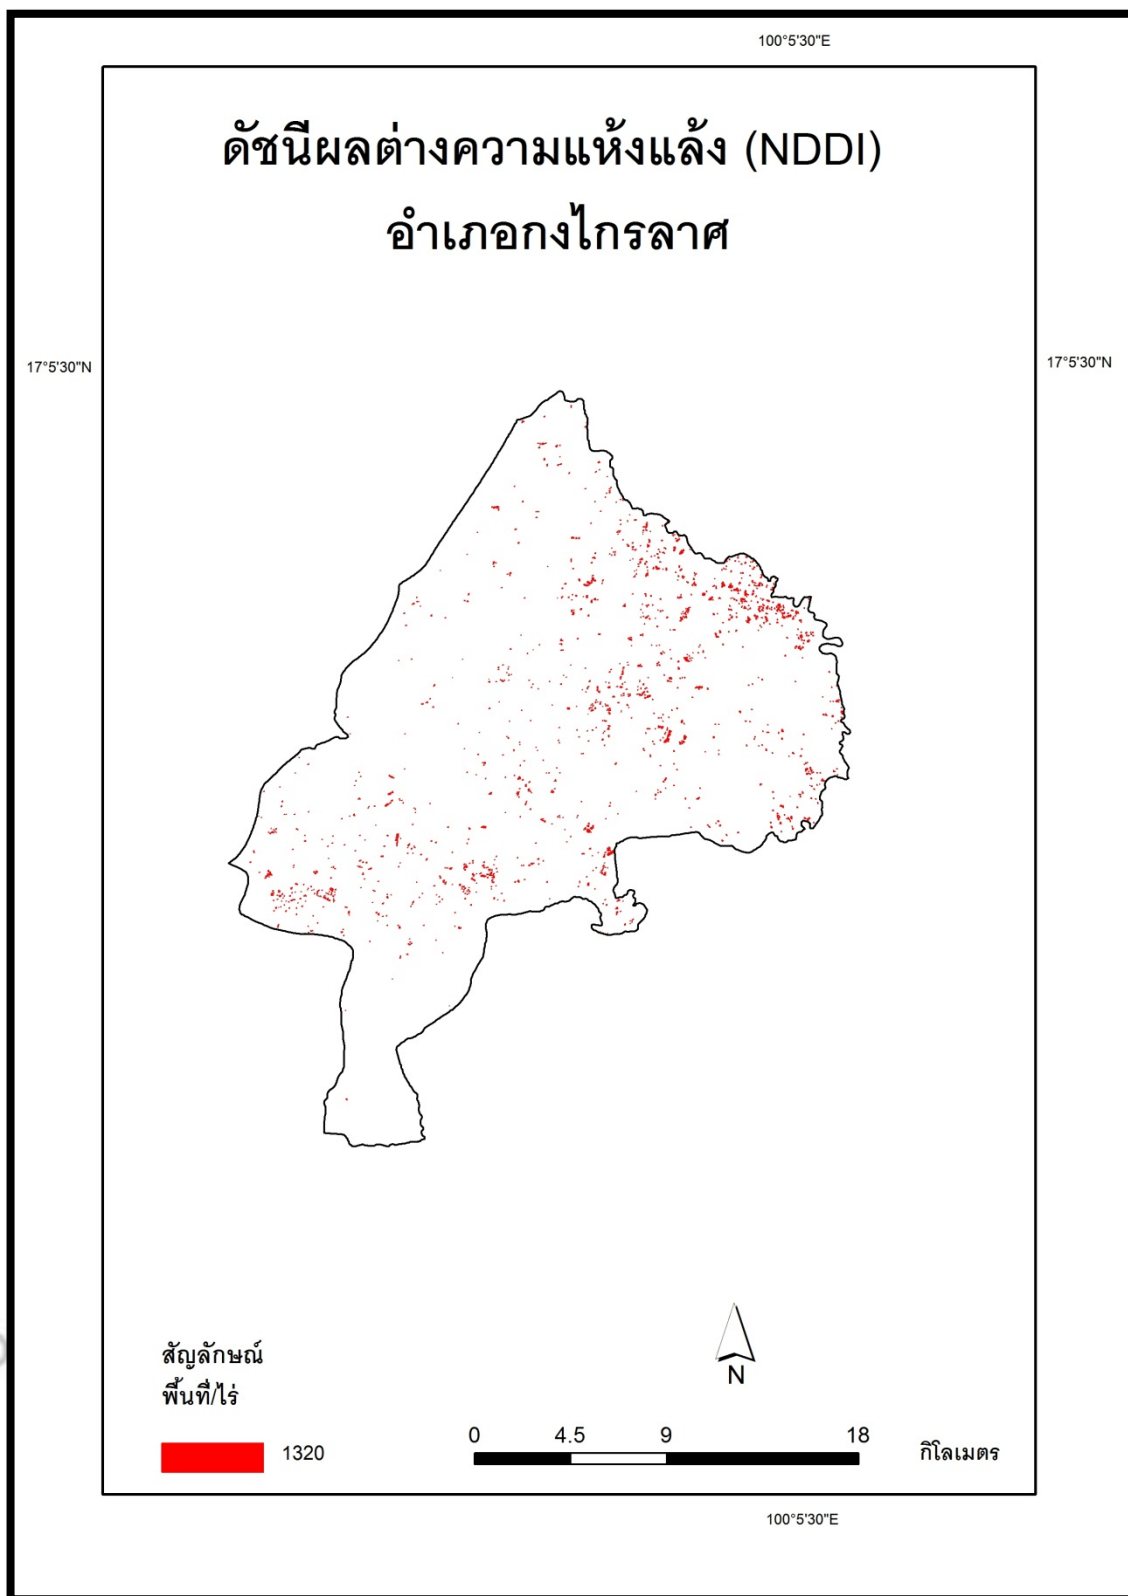 100°5'30"E
ดัชนีผลต่างความแห้งแล้ง (NDDI)
อำเภอกงไกรลาศ
17°5'30"N
17°5'30"N
N
สัญลักษณ์
พื้นที่/ไร่
1320
0 4.5 9 18
กิโลเมตร
100°5'30"E